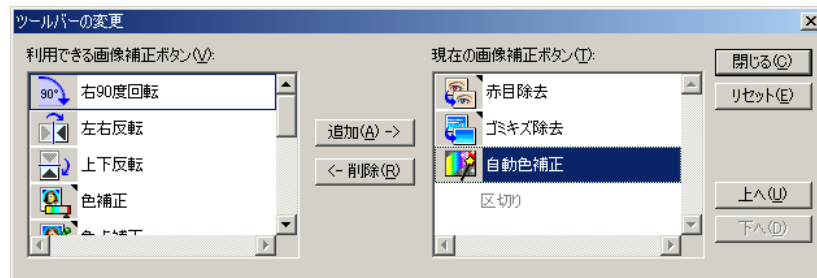 ツールバーの変更
利用できる画像補正ボタン(V):
90°
右90度回転
左右反転
上下反転
色補正
追加(A) ->
<- 削除(R)
現在の画像補正ボタン(T):
赤目除去
ゴミキズ除去
自動色補正
区切り
閉じる(C)
リセット(E)
上へ(U)
下へ(D)